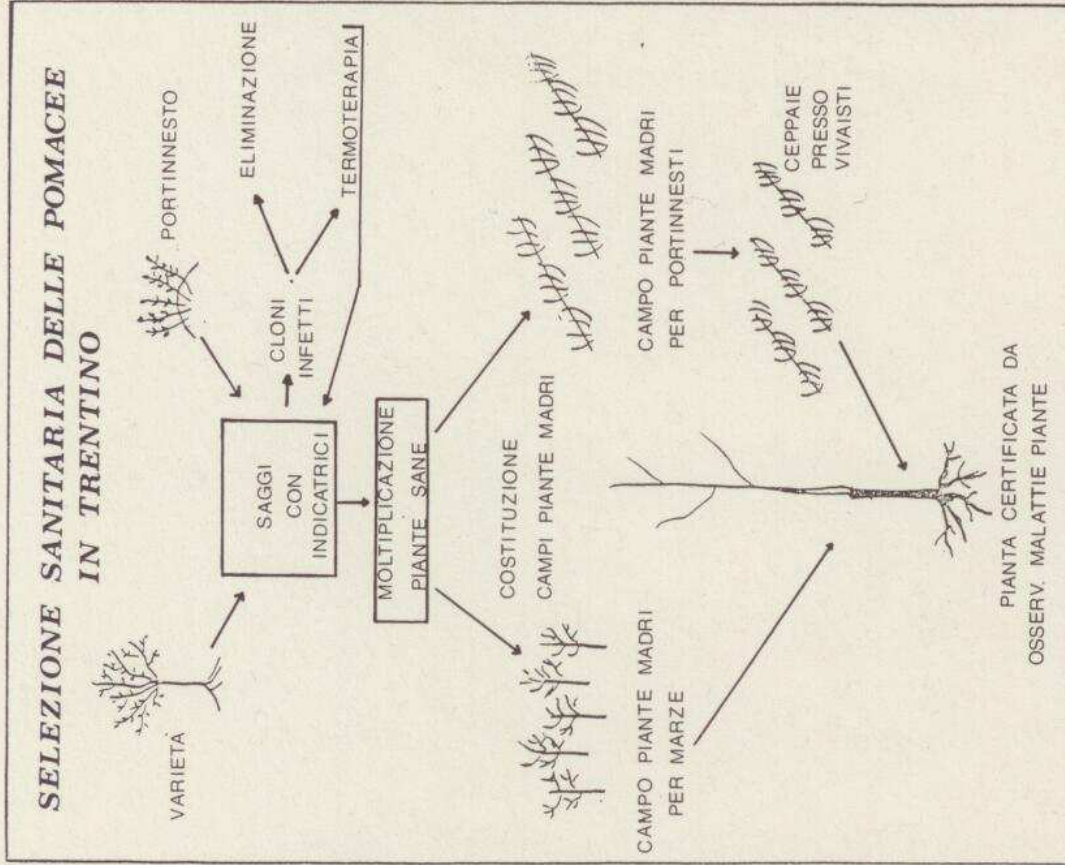 SELEZIONE SANITARIA DELLE POMACEE
IN TRENTINO
VARIETÀ
PORTINNESTO
SAGGI
CON
INDICATRICI
CLONI
INFETTI
ELIMINAZIONE
TERMOTERAPIA
MOLTIPLICAZIONE
PIANTE SANE
COSTITUZIONE
CAMPI PIANTE MADRI
CAMPO PIANTE MADRI
PER MARZE
CAMPO PIANTE MADRI
PER PORTINNESTI
CEPPAIE
PRESSO
VIVAISTI
PIANTA CERTIFICATA DA
OSSERV. MALATTIE PIANTE